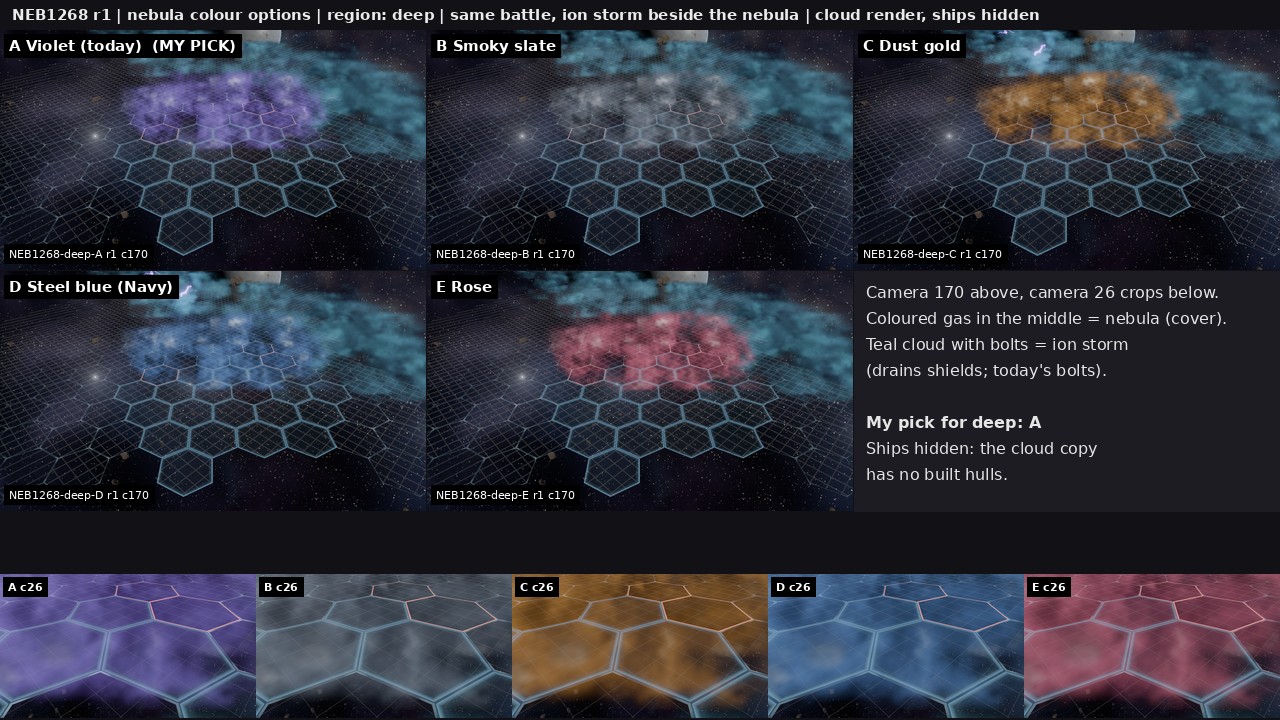 NEB1268 r1 | nebula colour options | region: deep | same battle, ion storm beside the nebula | cloud render, ships hidden
A Violet (today)  (MY PICK)
B Smoky slate
C Dust gold
NEB1268-deep-A r1 c170
NEB1268-deep-B r1 c170
NEB1268-deep-C r1 c170
D Steel blue (Navy)
E Rose
Camera 170 above, camera 26 crops below.
Coloured gas in the middle = nebula (cover).
Teal cloud with bolts = ion storm
(drains shields; today's bolts).
My pick for deep: A
Ships hidden: the cloud copy
has no built hulls.
NEB1268-deep-D r1 c170
NEB1268-deep-E r1 c170
A c26
B c26
C c26
D c26
E c26